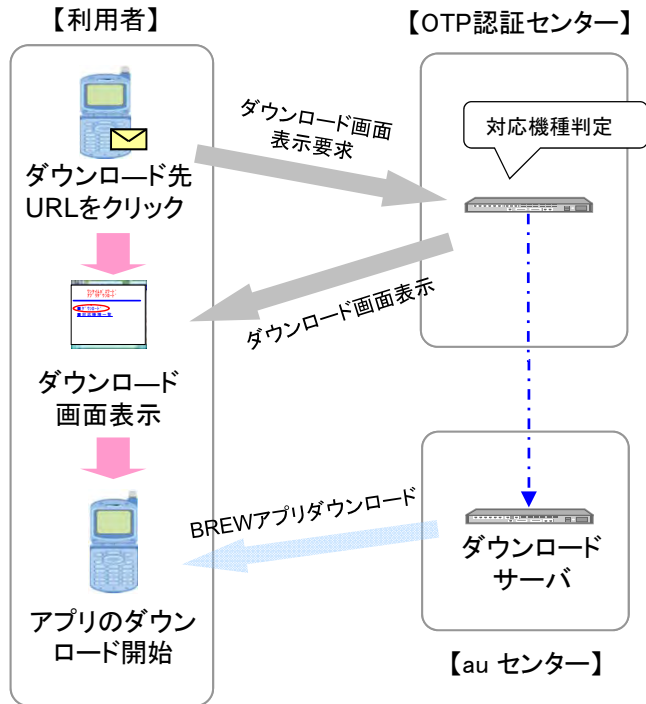 【利用者】
【OTP認証センター】
ダウンロード画面
表示要求
対応機種判定
ダウンロード先
URLをクリック
ダウンロード画面表示
ダウンロード
画面表示
BREWアプリダウンロード
ダウンロード
サーバ
アプリのダウン
ロード開始
【au センター】